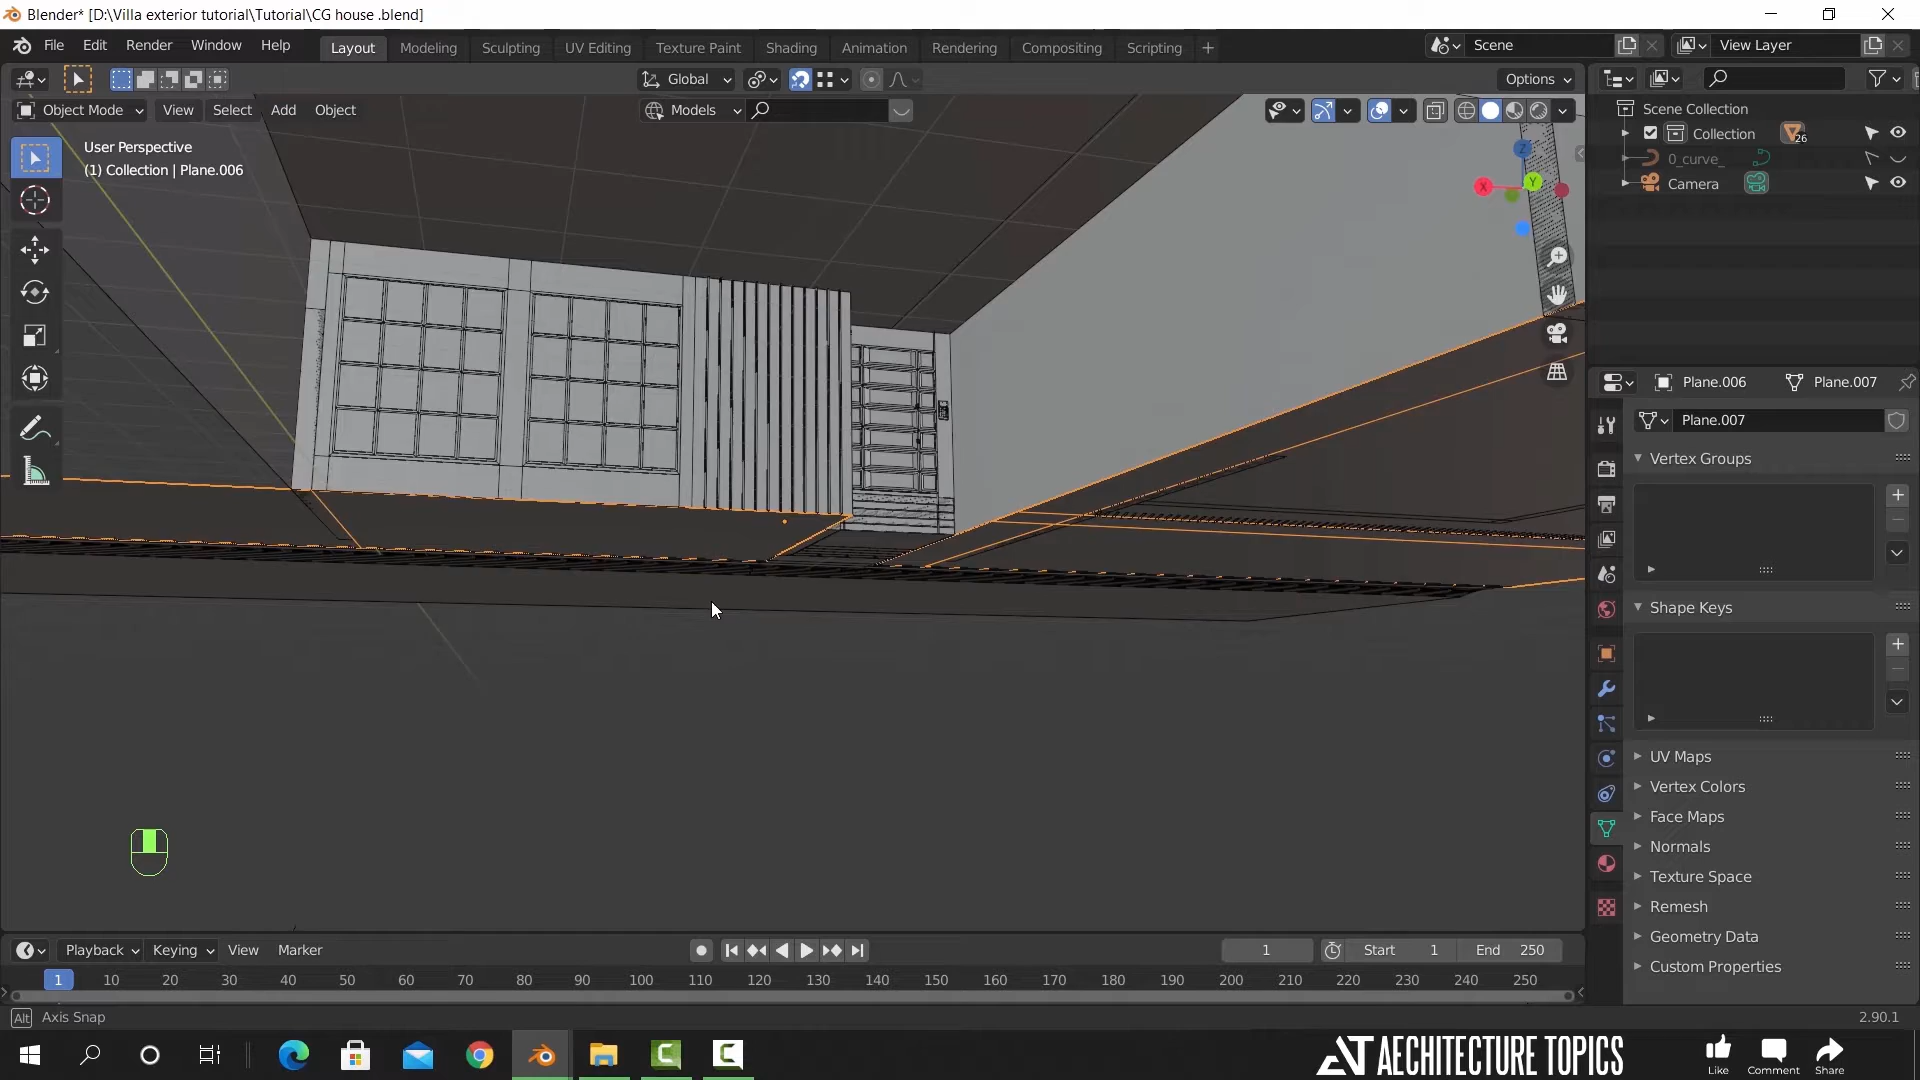 Blender* [D:\Villa exterior tutorial\Tutorial\CG house .blend]
File Edit Render Window Help
Layout Modeling Sculpting UV Editing Texture Paint Shading Animation Rendering Compositing Scripting +
Scene
View Layer
Global
Options
Object Mode View Select Add Object
Models
User Perspective
(1) Collection | Plane.006
Z
X
Y
Scene Collection
Collection 26
0_curve_
Camera
Plane.006 Plane.007
Plane.007
Vertex Groups
Shape Keys
UV Maps
Vertex Colors
Face Maps
Normals
Texture Space
Remesh
Geometry Data
Custom Properties
Playback Keying View Marker
1 Start 1 End 250
1 10 20 30 40 50 60 70 80 90 100 110 120 130 140 150 160 170 180 190 200 210 220 230 240 250
Alt Axis Snap
2.90.1
AT AECHITECTURE TOPICS
Like Comment Share